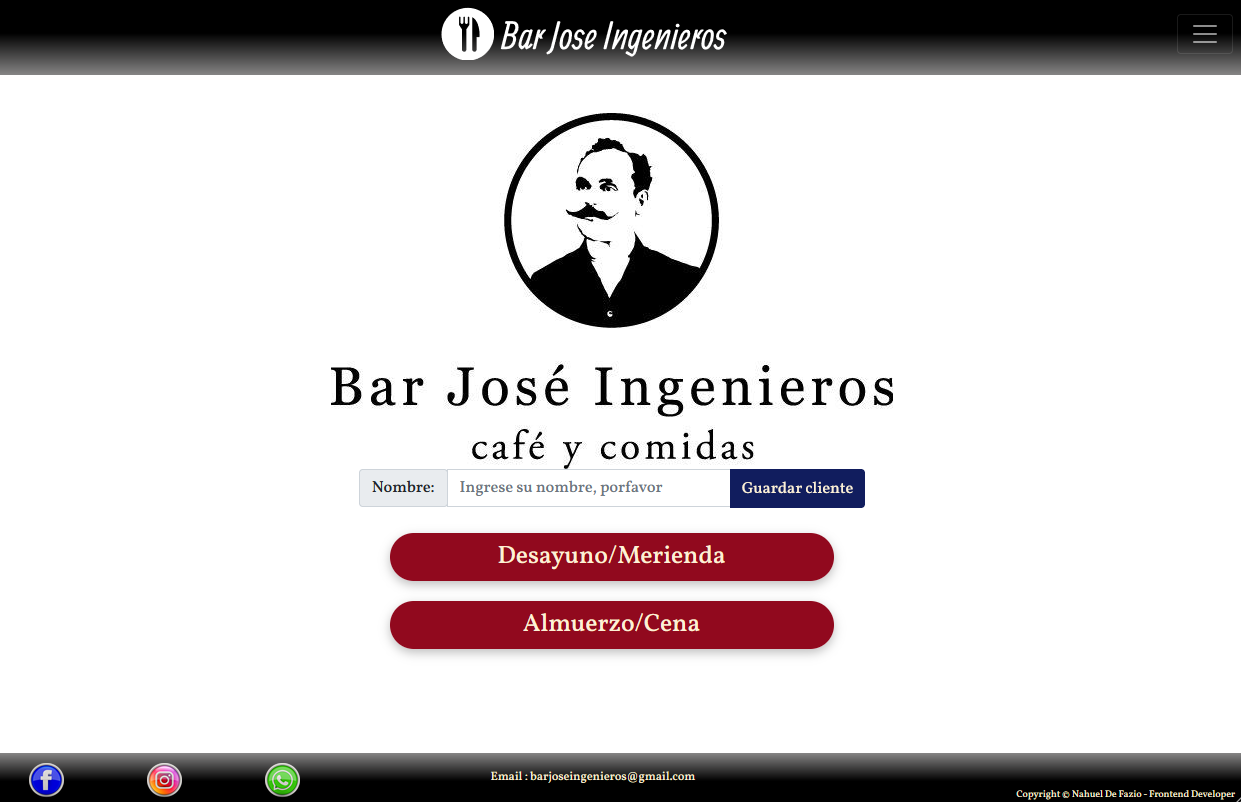 Bar Jose Ingenieros
Bar José Ingenieros
café y comidas
Nombre: Ingrese su nombre, porfavor Guardar cliente
Desayuno/Merienda
Almuerzo/Cena
Email : barjoseingenieros@gmail.com
Copyright © Nahuel De Fazio - Frontend Developer